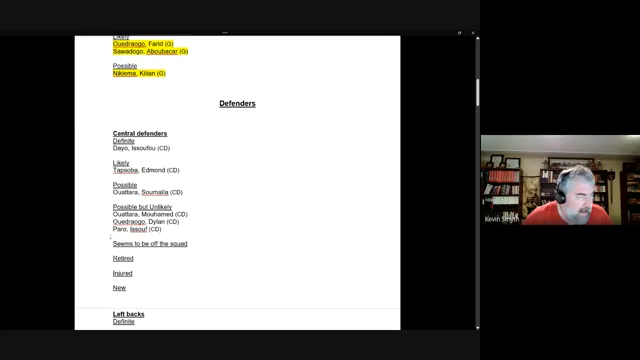 Likely
Ouedraogo, Farid (G)
Sawadogo, Aboubacar (G)
Possible
Nikiema, Kilian (G)
Defenders
Central defenders
Definite
Dayo, Issoufou (CD)
Likely
Tapsoba, Edmond (CD)
Possible
Ouattara, Soumaila (CD)
Possible but Unlikely
Ouattara, Mouhamed (CD)
Ouedraogo, Dylan (CD)
Paro, Issouf (CD)
Seems to be off the squad
Retired
Injured
New
Left backs
Definite
Kevin Smyth